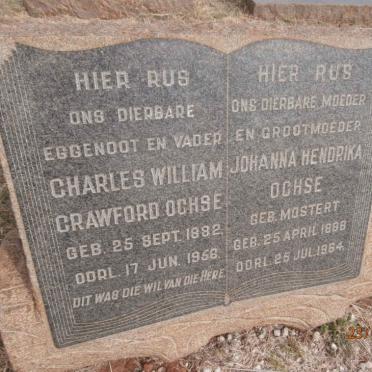 HIER RUS
ONS DIERBARE
EGGENOOT EN VADER
CHARLES WILLIAM
CRAWFORD OCHSE
GEB. 25 SEPT. 1882.
OORL. 17 JUN. 1958.
DIT WAS DIE WIL VAN DIE HERE
HIER RUS
ONS DIERBARE MOEDER
EN GROOTMOEDER
JOHANNA HENDRIKA
OCHSE
GEB. MOSTERT
GEB. 25 APRIL 1888
OORL. 25 JUL. 1964.